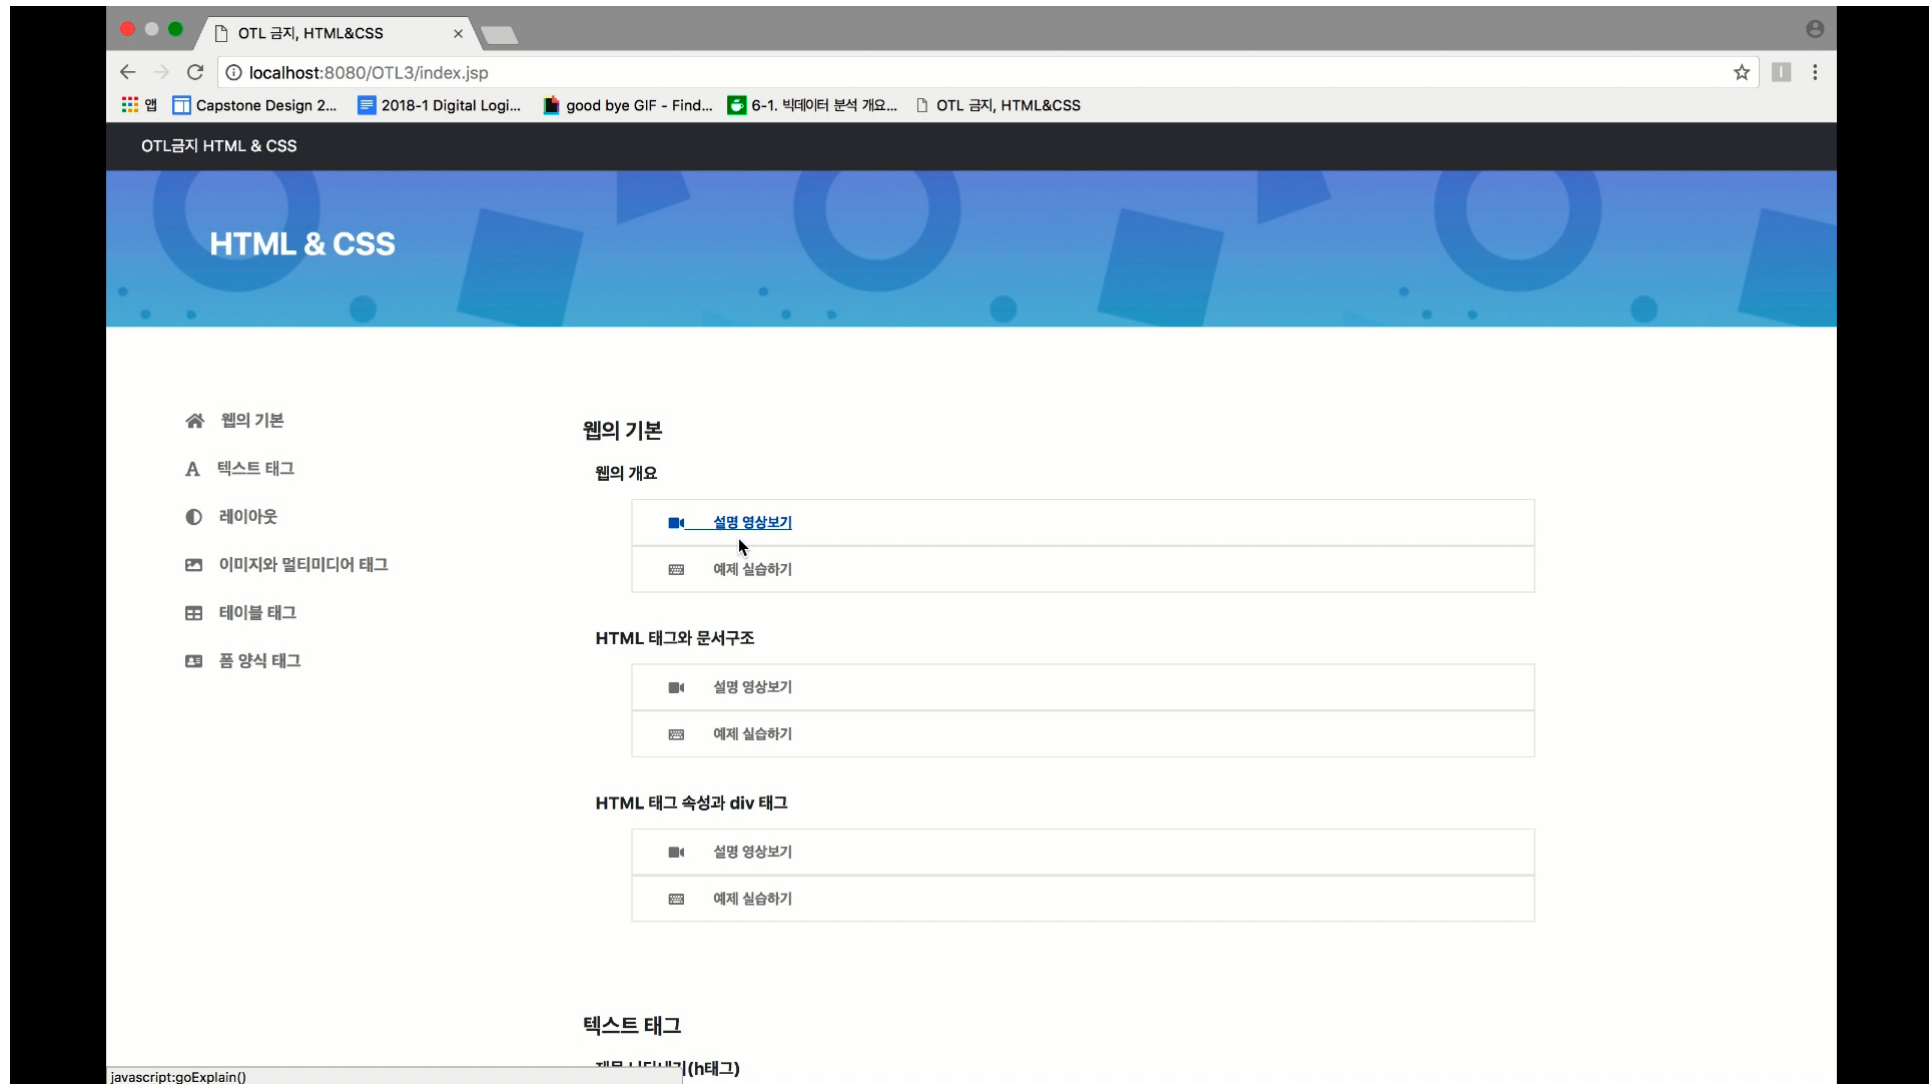 OTL 금지, HTML&CSS
localhost:8080/OTL3/index.jsp
앱 Capstone Design 2... 2018-1 Digital Logi... good bye GIF - Find... 6-1. 빅데이터 분석 개요... OTL 금지, HTML&CSS
OTL금지 HTML & CSS
HTML & CSS
웹의 기본
텍스트 태그
레이아웃
이미지와 멀티미디어 태그
테이블 태그
폼 양식 태그
웹의 기본
웹의 개요
설명 영상보기
예제 실습하기
HTML 태그와 문서구조
설명 영상보기
예제 실습하기
HTML 태그 속성과 div 태그
설명 영상보기
예제 실습하기
텍스트 태그
(h태그)
javascript:goExplain()